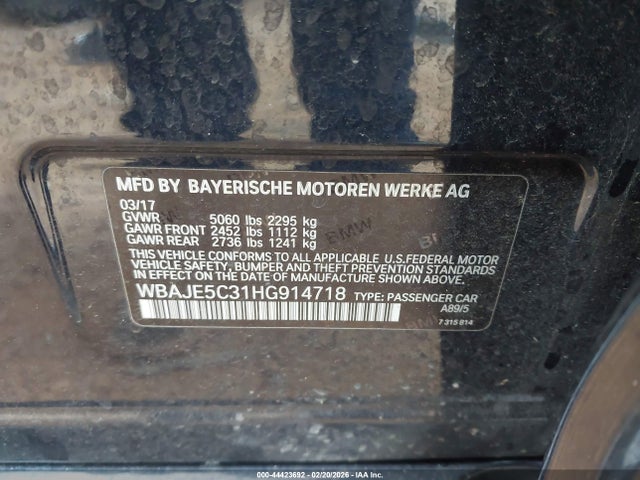 MFD BY BAYERISCHE MOTOREN WERKE AG
03/17
GVWR 5060 lbs 2295 kg
GAWR FRONT 2452 lbs 1112 kg
GAWR REAR 2736 lbs 1241 kg
THIS VEHICLE CONFORMS TO ALL APPLICABLE U.S.FEDERAL MOTOR
VEHICLE SAFETY, BUMPER AND THEFT PREVENTION STANDARDS IN
EFFECT ON THE DATE OF MANUFACTURE SHOWN ABOVE.
WBAJE5C31HG914718 TYPE: PASSENGER CAR
A89/5
7 315 814
000-44423692 - 02/20/2026 - IAA Inc.